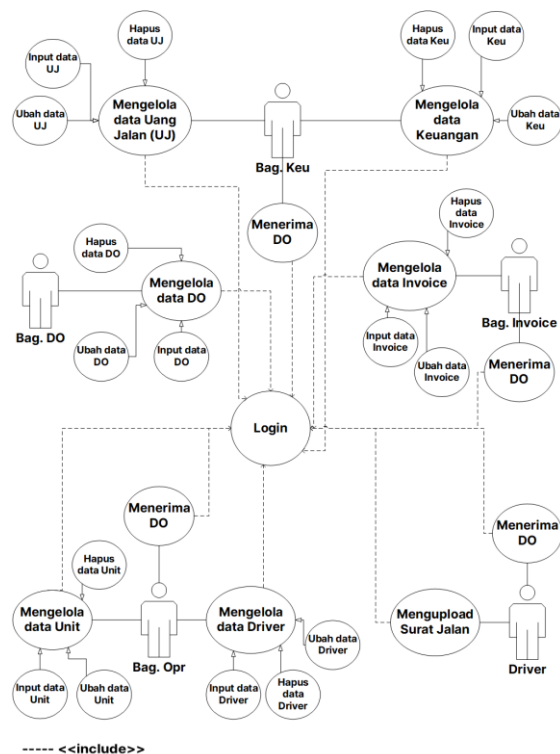 Hapus
data UJ
Input data
UJ
Ubah data
UJ
Mengelola
data Uang
Jalan (UJ)
Bag. Keu
Hapus
data Keu
Input data
Keu
Mengelola
data
Keuangan
Ubah data
Keu
Menerima
DO
Hapus
data DO
Mengelola
data DO
Bag. DO
Ubah data
DO
Input data
DO
Hapus
data
Invoice
Mengelola
data Invoice
Bag. Invoice
Input data
Invoice
Ubah data
Invoice
Menerima
DO
Login
Menerima
DO
Hapus
data Unit
Mengelola
data Unit
Bag. Opr
Input data
Unit
Ubah data
Unit
Mengelola
data Driver
Ubah data
Driver
Input data
Driver
Hapus
data
Driver
Menerima
DO
Mengupload
Surat Jalan
Driver
----- <<include>>